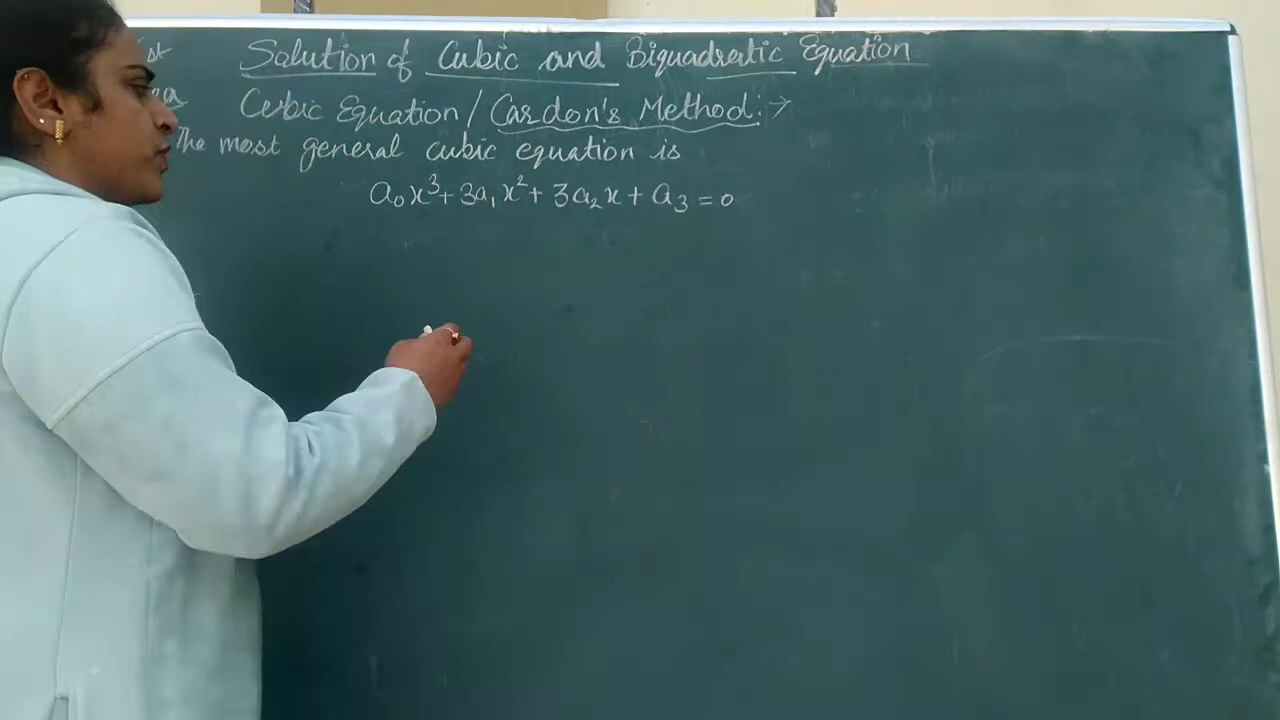 Solution of Cubic and Biquadratic Equation
Cubic Equation / Cardon's Method :→
The most general cubic equation is
a₀x³ + 3a₁x² + 3a₂x + a₃ = 0